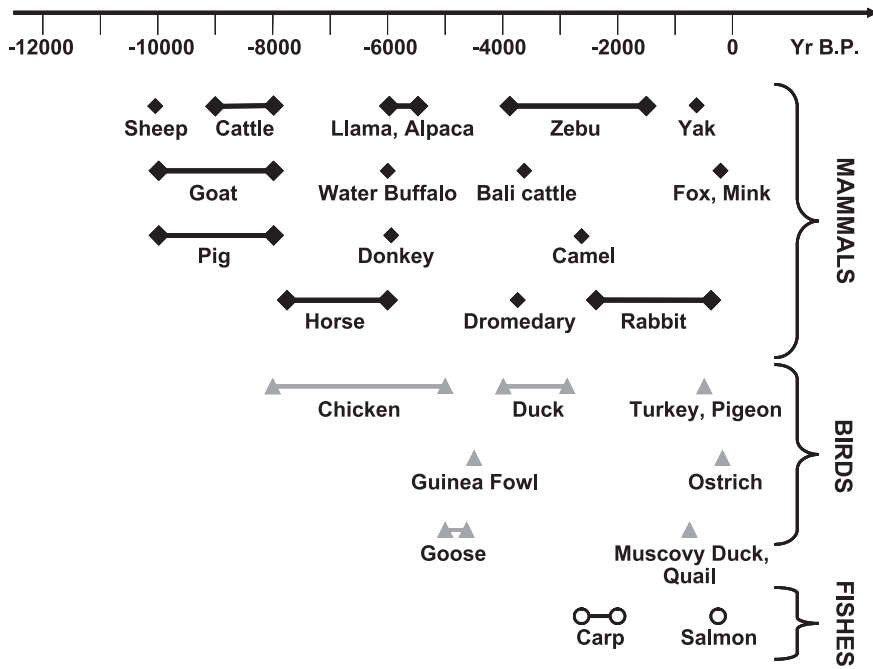 -12000 -10000 -8000 -6000 -4000 -2000 0 Yr B.P.
Sheep Cattle Llama, Alpaca Zebu Yak
Goat Water Buffalo Bali cattle Fox, Mink
Pig Donkey Camel
Horse Dromedary Rabbit
MAMMALS
Chicken Duck Turkey, Pigeon
Guinea Fowl Ostrich
Goose Muscovy Duck,
Quail
BIRDS
Carp Salmon
FISHES